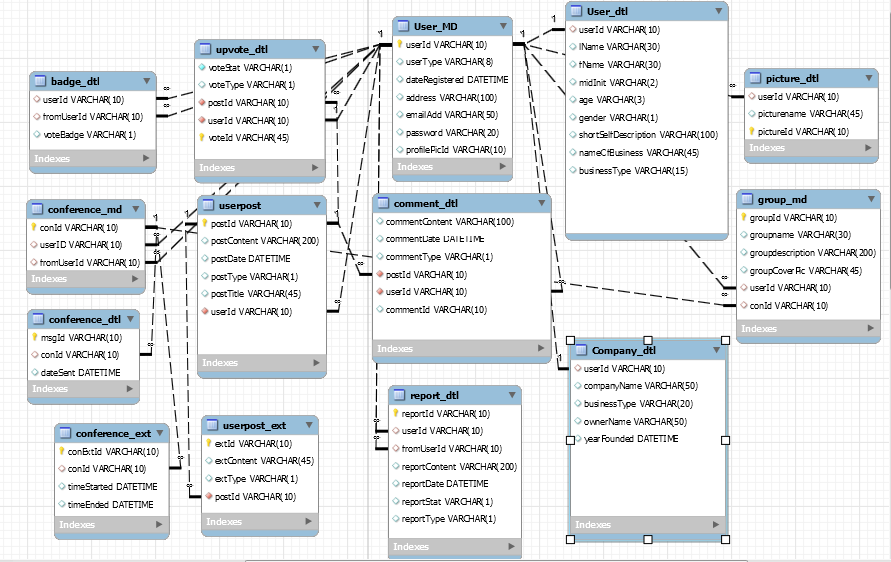 badge_dtl
userId VARCHAR(10)
fromUserId VARCHAR(10)
voteBadge VARCHAR(1)
Indexes
upvote_dtl
voteStat VARCHAR(1)
voteType VARCHAR(1)
postId VARCHAR(10)
userId VARCHAR(10)
voteId VARCHAR(45)
Indexes
User_MD
userId VARCHAR(10)
userType VARCHAR(8)
dateRegistered DATETIME
address VARCHAR(100)
emailAdd VARCHAR(50)
password VARCHAR(20)
profilePicId VARCHAR(10)
Indexes
User_dtl
userId VARCHAR(10)
lName VARCHAR(30)
fName VARCHAR(30)
midInit VARCHAR(2)
age VARCHAR(3)
gender VARCHAR(1)
shortSelfDescription VARCHAR(100)
nameOfBusiness VARCHAR(45)
businessType VARCHAR(15)
picture_dtl
userId VARCHAR(10)
picturename VARCHAR(45)
pictureId VARCHAR(10)
Indexes
conference_md
conId VARCHAR(10)
userID VARCHAR(10)
fromUserId VARCHAR(10)
Indexes
userpost
postId VARCHAR(10)
postContent VARCHAR(200)
postDate DATETIME
postType VARCHAR(1)
postTitle VARCHAR(45)
userId VARCHAR(10)
Indexes
comment_dtl
commentContent VARCHAR(100)
commentDate DATETIME
commentType VARCHAR(1)
postId VARCHAR(10)
userId VARCHAR(10)
commentId VARCHAR(10)
Indexes
group_md
groupId VARCHAR(10)
groupname VARCHAR(30)
groupdescription VARCHAR(200)
groupCoverPic VARCHAR(45)
userId VARCHAR(10)
conId VARCHAR(10)
Indexes
conference_dtl
msgId VARCHAR(10)
conId VARCHAR(10)
dateSent DATETIME
Indexes
Company_dtl
userId VARCHAR(10)
companyName VARCHAR(50)
businessType VARCHAR(20)
ownerName VARCHAR(50)
yearFounded DATETIME
Indexes
conference_ext
conExtId VARCHAR(10)
conId VARCHAR(10)
timeStarted DATETIME
timeEnded DATETIME
Indexes
userpost_ext
extId VARCHAR(10)
extContent VARCHAR(45)
extType VARCHAR(1)
postId VARCHAR(10)
Indexes
report_dtl
reportId VARCHAR(10)
userId VARCHAR(10)
fromUserId VARCHAR(10)
reportContent VARCHAR(200)
reportDate DATETIME
reportStat VARCHAR(1)
reportType VARCHAR(1)
Indexes